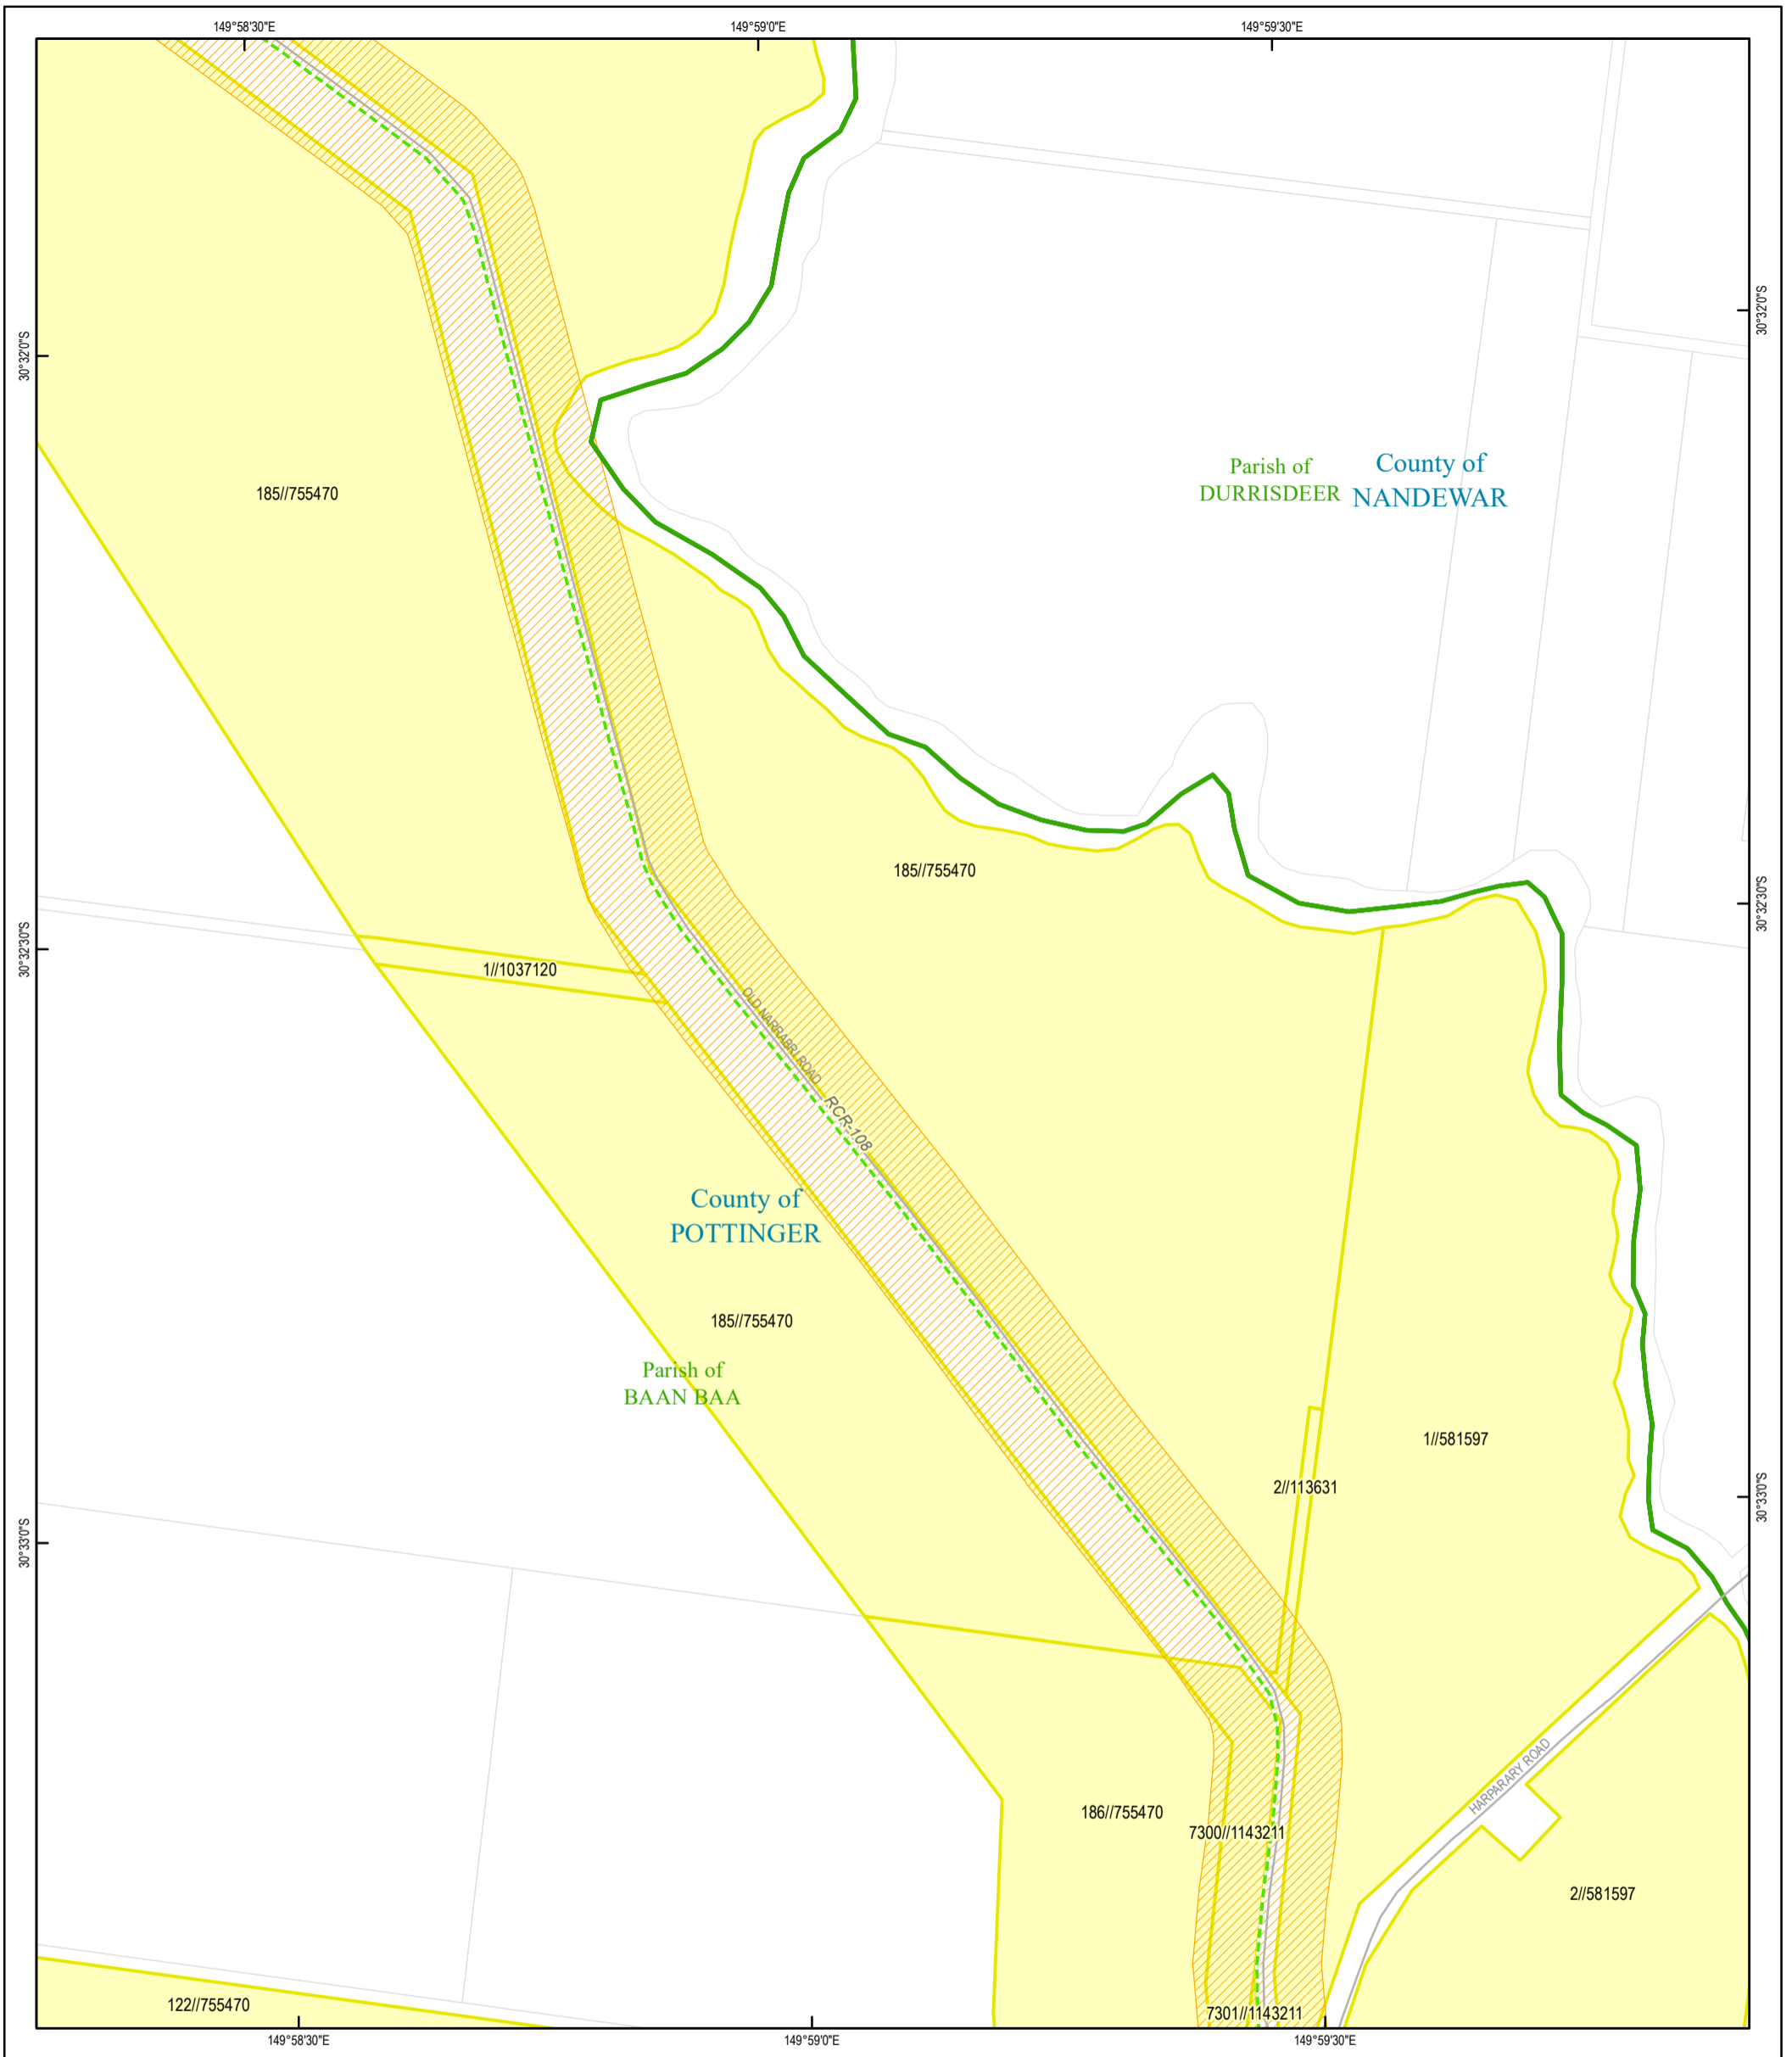 149°58'30"E
149°59'0"E
149°59'30"E
30°32'0"S
30°32'0"S
Parish of
DURRISDEER
County of
NANDEWAR
185//755470
185//755470
30°32'30"S
30°32'30"S
1//1037120
OLD NARRABRI ROAD
RCR-108
County of
POTTINGER
185//755470
Parish of
BAAN BAA
1//581597
2//113631
30°33'0"S
30°33'0"S
HARPARARY ROAD
186//755470
7300//1143211
2//581597
122//755470
7301//1143211
149°58'30"E
149°59'0"E
149°59'30"E